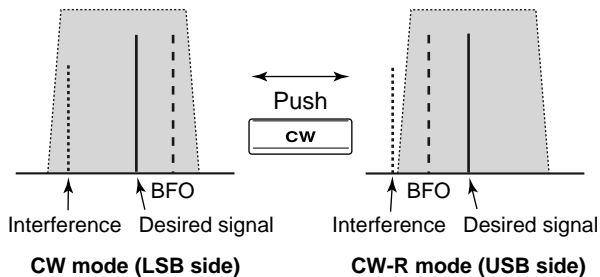 Push
CW
BFO
Interference Desired signal
CW mode (LSB side)
BFO
Interference Desired signal
CW-R mode (USB side)